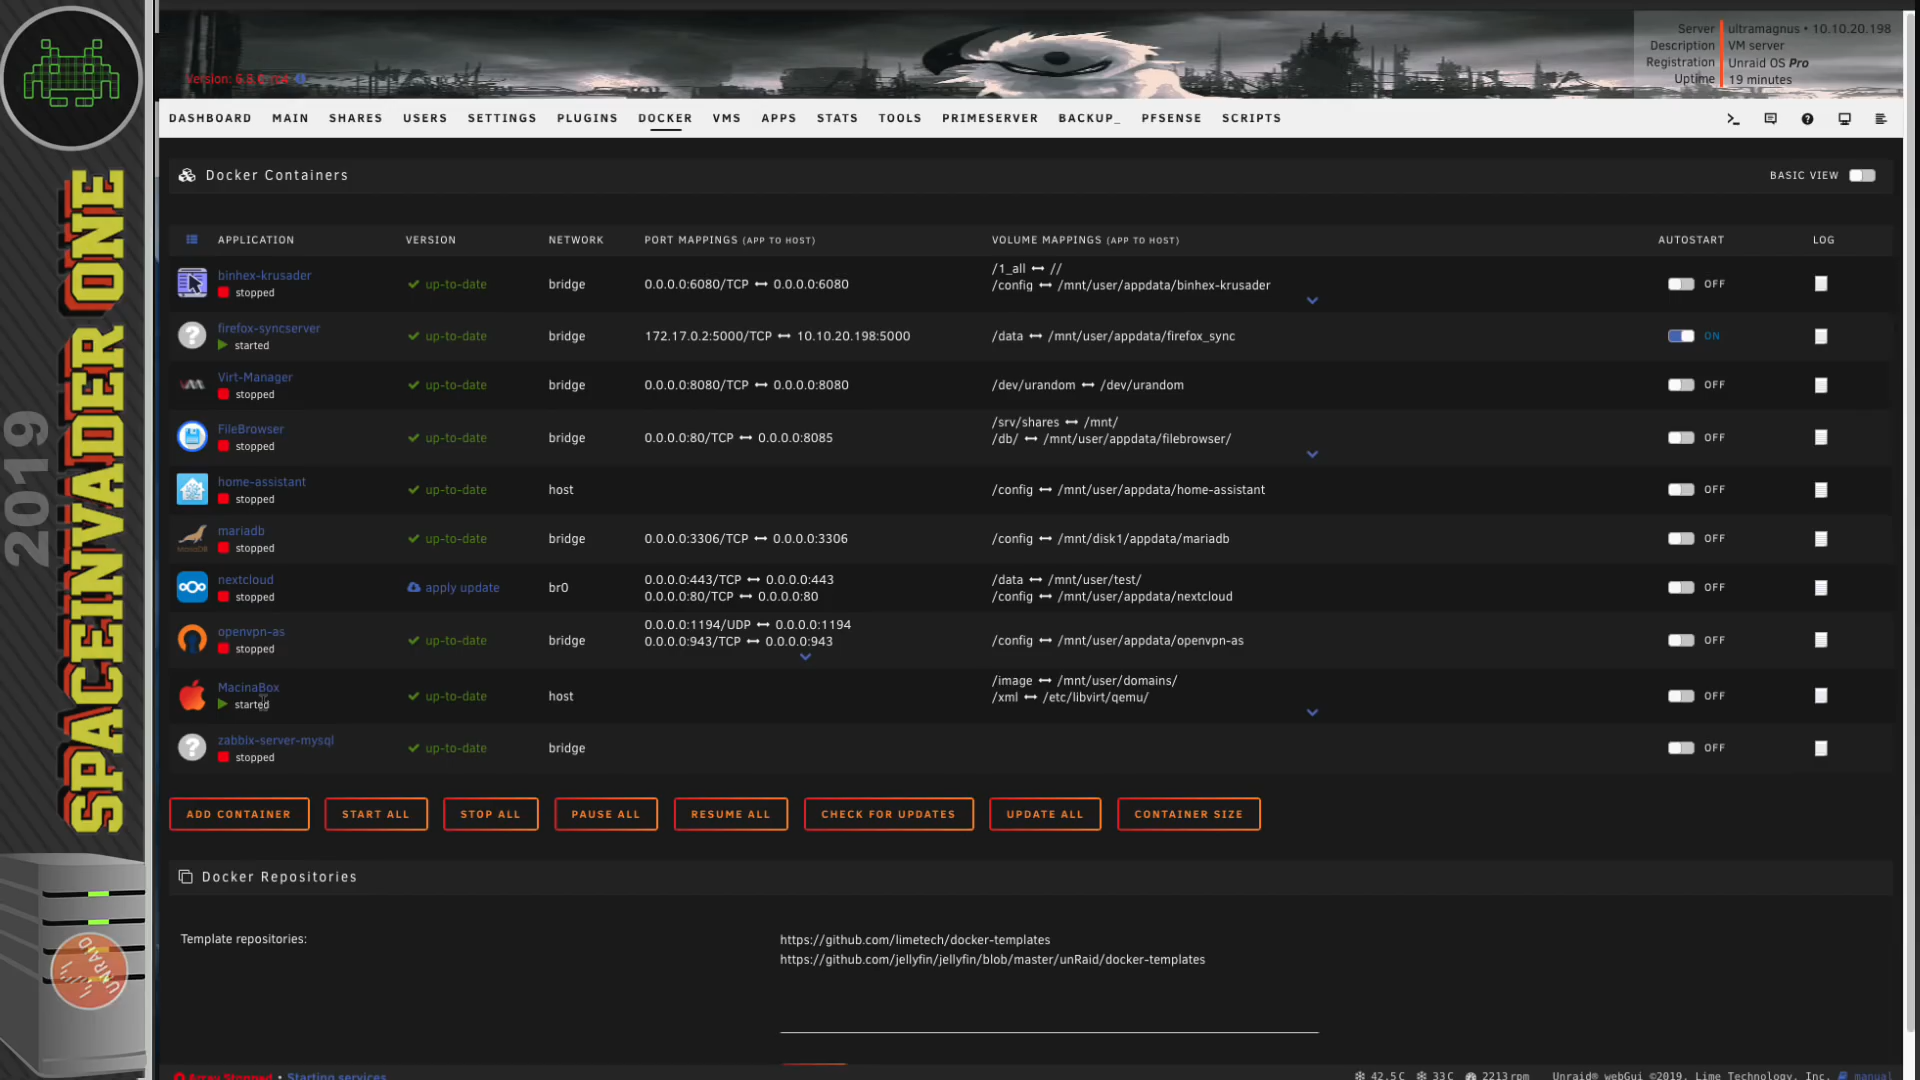 2019
SPACEINVADER ONE
UNRAID
Server ultramagnus • 10.10.20.198
Description VM server
Registration Unraid OS Pro
Uptime 19 minutes
DASHBOARD MAIN SHARES USERS SETTINGS PLUGINS DOCKER VMS APPS STATS TOOLS PRIMESERVER BACKUP_ PFSENSE SCRIPTS
Docker Containers
BASIC VIEW
APPLICATION VERSION NETWORK PORT MAPPINGS (APP TO HOST) VOLUME MAPPINGS (APP TO HOST) AUTOSTART LOG
binhex-krusader
stopped
up-to-date
bridge
0.0.0.0:6080/TCP ↔ 0.0.0.0:6080
/1_all ↔ //
/config ↔ /mnt/user/appdata/binhex-krusader
OFF
firefox-syncserver
started
up-to-date
bridge
172.17.0.2:5000/TCP ↔ 10.10.20.198:5000
/data ↔ /mnt/user/appdata/firefox_sync
ON
Virt-Manager
stopped
up-to-date
bridge
0.0.0.0:8080/TCP ↔ 0.0.0.0:8080
/dev/urandom ↔ /dev/urandom
OFF
FileBrowser
stopped
up-to-date
bridge
0.0.0.0:80/TCP ↔ 0.0.0.0:8085
/srv/shares ↔ /mnt/
/db/ ↔ /mnt/user/appdata/filebrowser/
OFF
home-assistant
stopped
up-to-date
host
/config ↔ /mnt/user/appdata/home-assistant
OFF
mariadb
stopped
up-to-date
bridge
0.0.0.0:3306/TCP ↔ 0.0.0.0:3306
/config ↔ /mnt/disk1/appdata/mariadb
OFF
nextcloud
stopped
apply update
br0
0.0.0.0:443/TCP ↔ 0.0.0.0:443
0.0.0.0:80/TCP ↔ 0.0.0.0:80
/data ↔ /mnt/user/test/
/config ↔ /mnt/user/appdata/nextcloud
OFF
openvpn-as
stopped
up-to-date
bridge
0.0.0.0:1194/UDP ↔ 0.0.0.0:1194
0.0.0.0:943/TCP ↔ 0.0.0.0:943
/config ↔ /mnt/user/appdata/openvpn-as
OFF
MacinaBox
started
up-to-date
host
/image ↔ /mnt/user/domains/
/xml ↔ /etc/libvirt/qemu/
OFF
zabbix-server-mysql
stopped
up-to-date
bridge
OFF
ADD CONTAINER START ALL STOP ALL PAUSE ALL RESUME ALL CHECK FOR UPDATES UPDATE ALL CONTAINER SIZE
Docker Repositories
Template repositories:
https://github.com/limetech/docker-templates
https://github.com/jellyfin/jellyfin/blob/master/unRaid/docker-templates
Array Stopped • Starting services
42.5C 33C 2213rpm Unraid® webGui ©2019, Lime Technology, Inc. manual